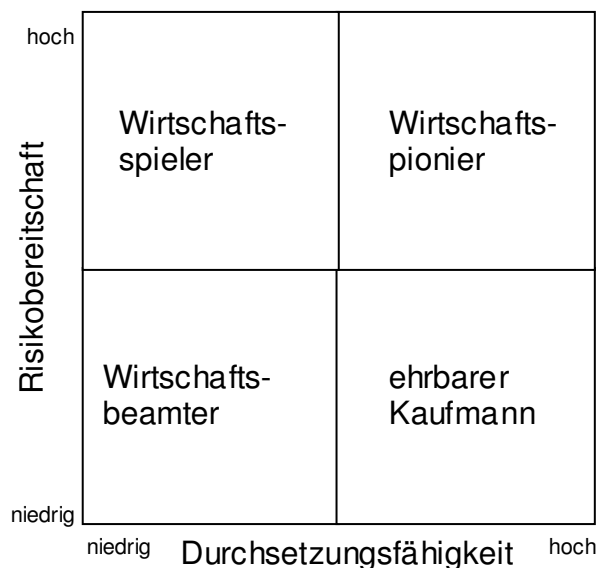 hoch
Wirtschafts-
spieler
Wirtschafts-
pionier
Risikobereitschaft
Wirtschafts-
beamter
ehrbarer
Kaufmann
niedrig
niedrig
Durchsetzungsfähigkeit
hoch